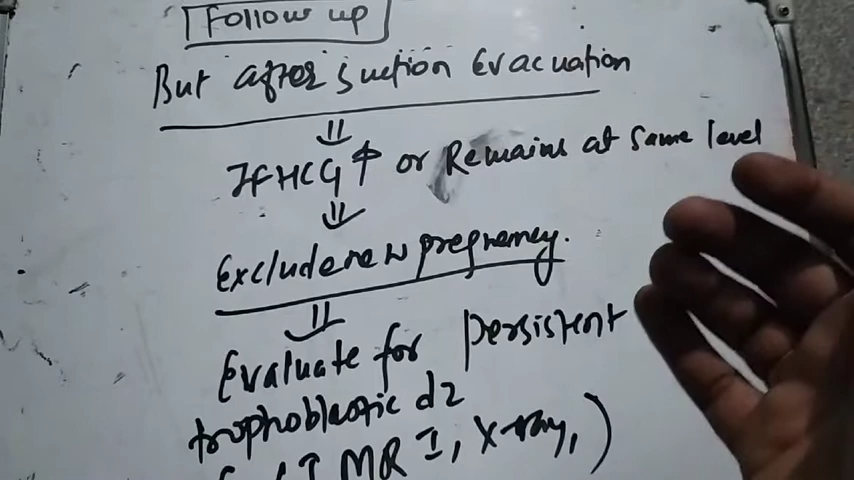 Follow up
But after suction Evacuation
If HCG ↑ or Remains at same level
Exclude new pregnancy.
Evaluate for persistent
trophoblastic dz
(CT MRI, X-ray,)